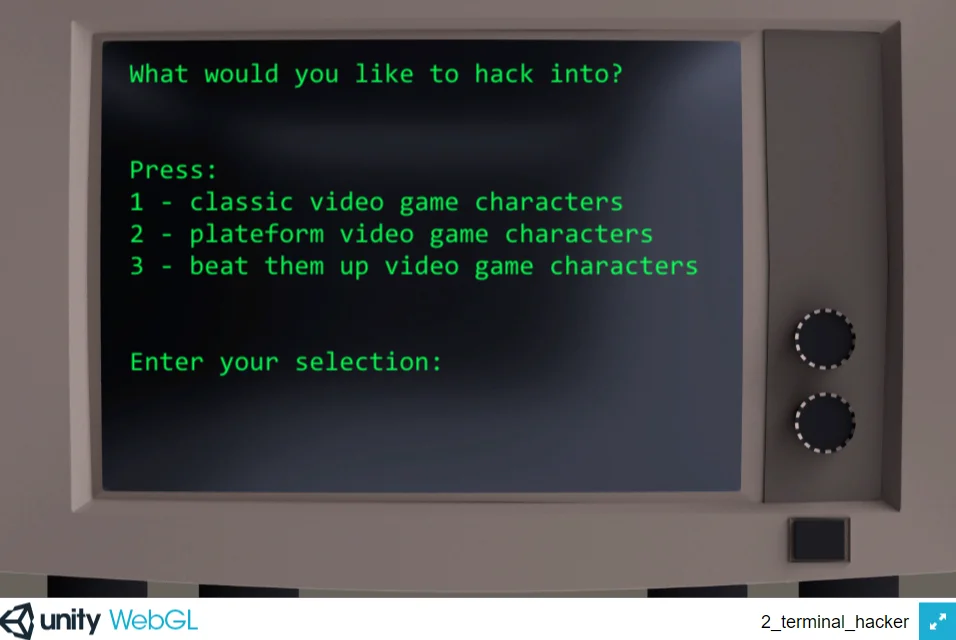 What would you like to hack into?
Press:
1 - classic video game characters
2 - plateform video game characters
3 - beat them up video game characters
Enter your selection:
unity WebGL
2_terminal_hacker